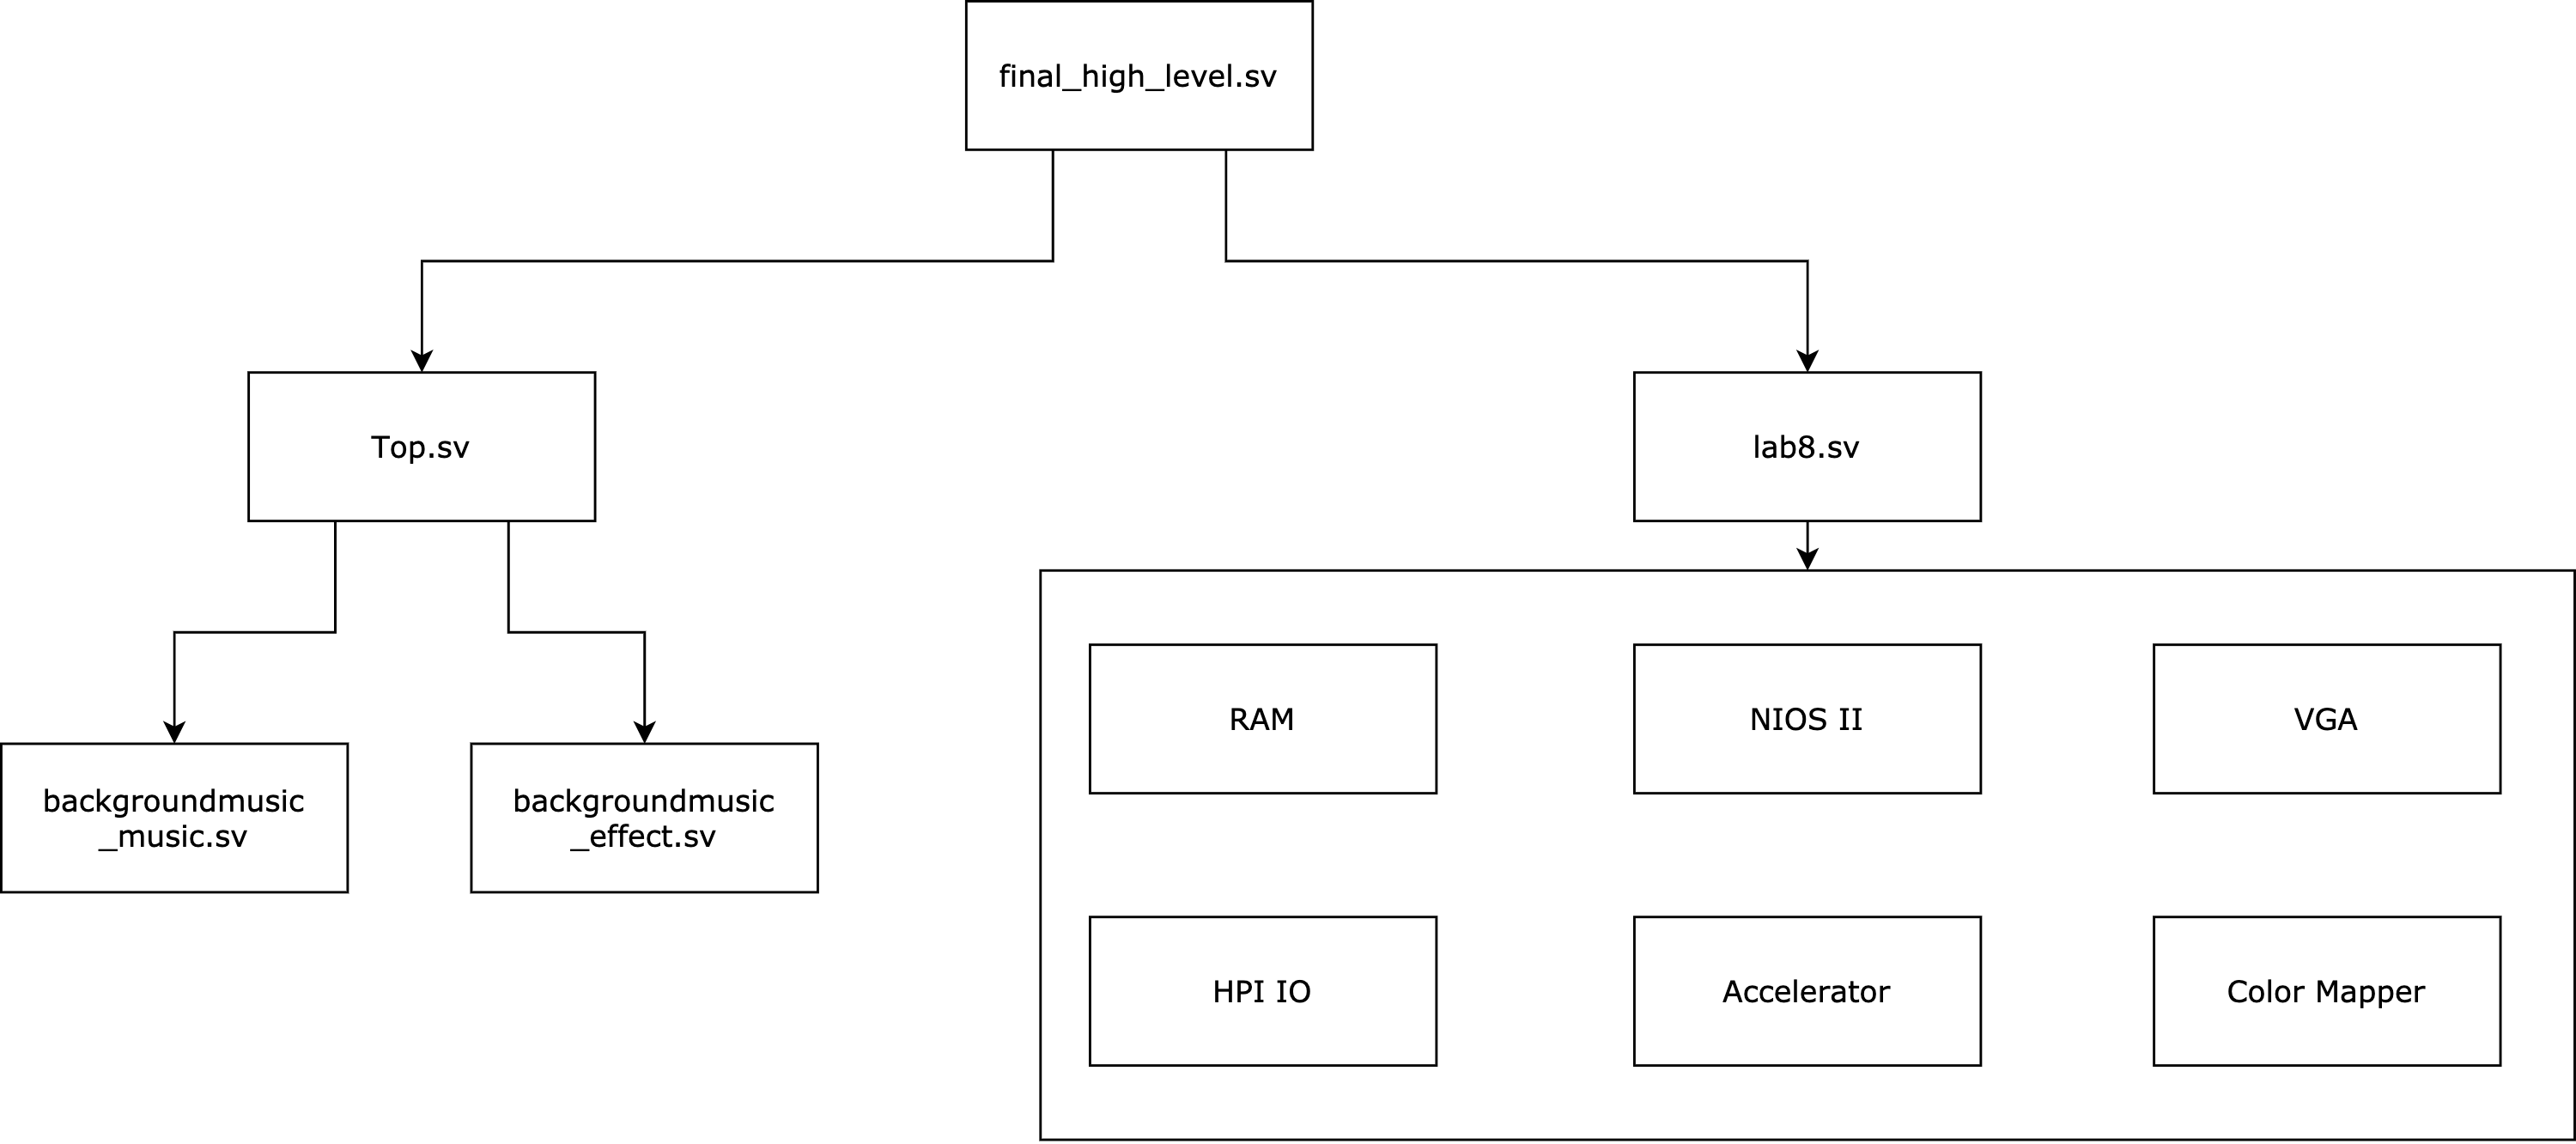 final_high_level.sv
Top.sv
lab8.sv
backgroundmusic
_music.sv
backgroundmusic
_effect.sv
RAM
NIOS II
VGA
HPI IO
Accelerator
Color Mapper